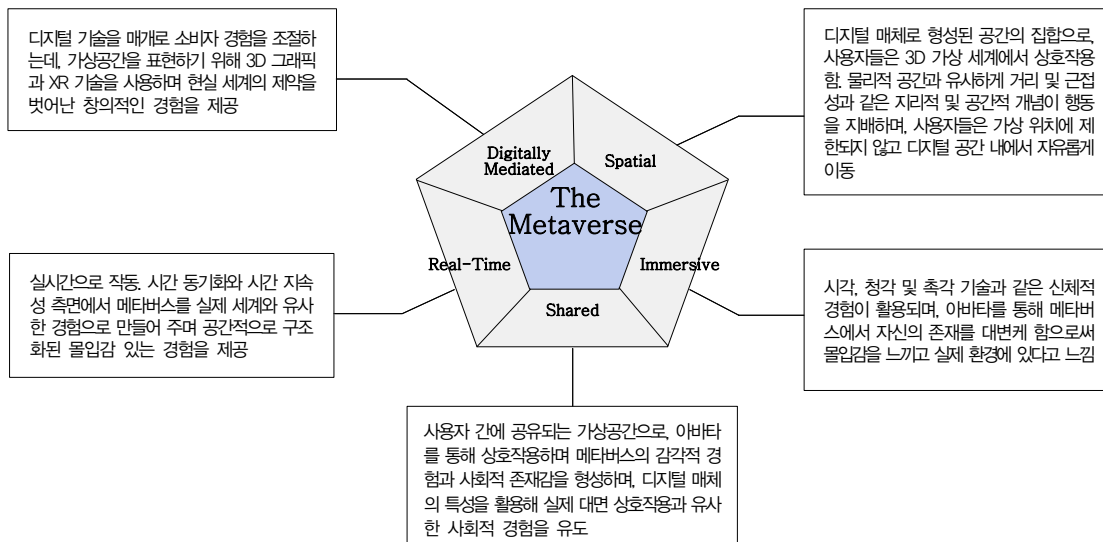 디지털 기술을 매개로 소비자 경험을 조절하
는데, 가상공간을 표현하기 위해 3D 그래픽
과 XR 기술을 사용하며 현실 세계의 제약을
벗어난 창의적인 경험을 제공
디지털 매체로 형성된 공간의 집합으로,
사용자들은 3D 가상 세계에서 상호작용
함. 물리적 공간과 유사하게 거리 및 근접
성과 같은 지리적 및 공간적 개념이 행동
을 지배하며, 사용자들은 가상 위치에 제
한되지 않고 디지털 공간 내에서 자유롭게
이동
Digitally
Mediated
Spatial
The
Metaverse
Real-Time
Immersive
Shared
실시간으로 작동. 시간 동기화와 시간 지속
성 측면에서 메타버스를 실제 세계와 유사
한 경험으로 만들어 주며 공간적으로 구조
화된 몰입감 있는 경험을 제공
시각, 청각 및 촉각 기술과 같은 신체적
경험이 활용되며, 아바타를 통해 메타버
스에서 자신의 존재를 대변케 함으로써
몰입감을 느끼고 실제 환경에 있다고 느낌
사용자 간에 공유되는 가상공간으로, 아바타
를 통해 상호작용하며 메타버스의 감각적 경
험과 사회적 존재감을 형성하며, 디지털 매체
의 특성을 활용해 실제 대면 상호작용과 유사
한 사회적 경험을 유도